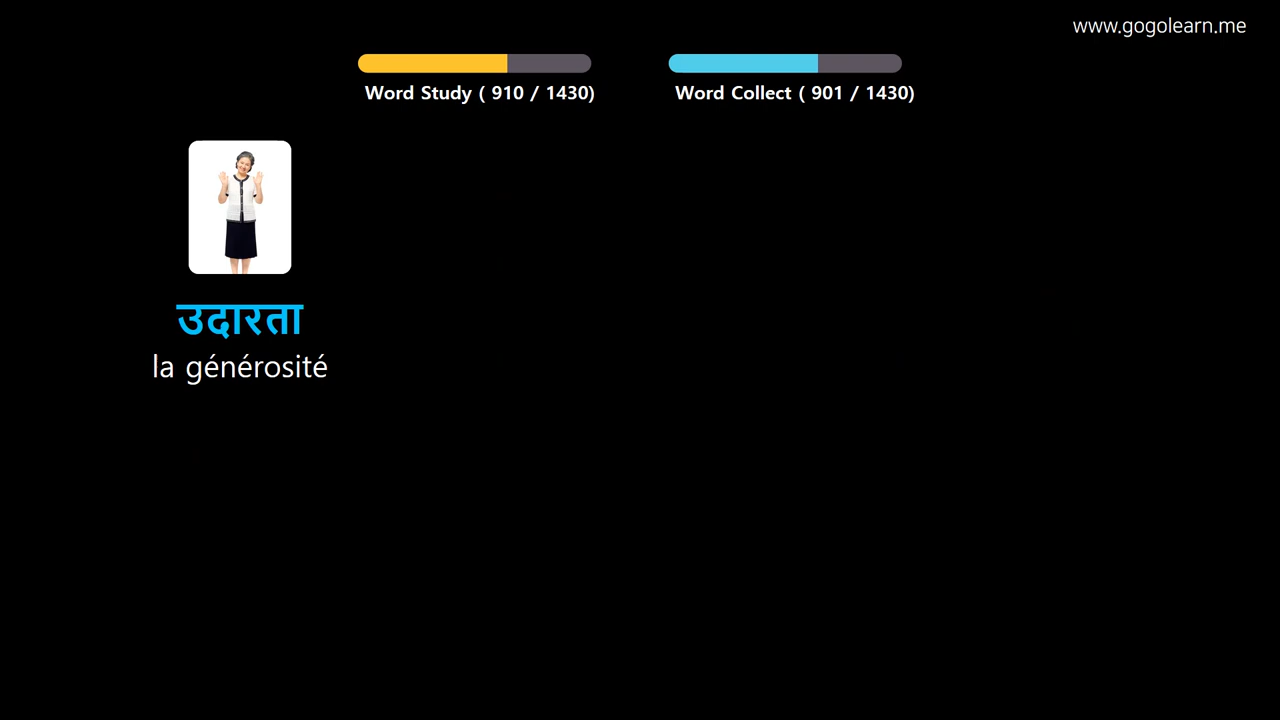 www.gogolearn.me
Word Study ( 910 / 1430)
Word Collect ( 901 / 1430)
उदारता
la générosité